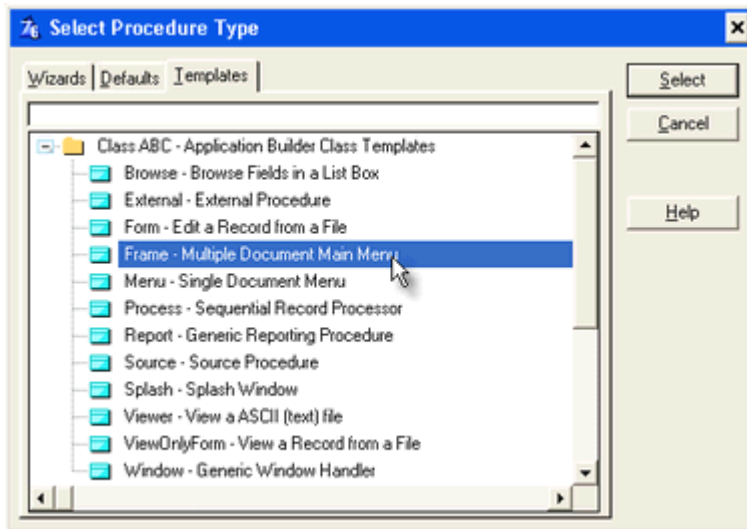 Select Procedure Type
Wizards Defaults Templates
Select
Cancel
Help
Class ABC - Application Builder Class Templates
Browse - Browse Fields in a List Box
External - External Procedure
Form - Edit a Record from a File
Frame - Multiple Document Main Menu
Menu - Single Document Menu
Process - Sequential Record Processor
Report - Generic Reporting Procedure
Source - Source Procedure
Splash - Splash Window
Viewer - View a ASCII (text) file
ViewOnlyForm - View a Record from a File
Window - Generic Window Handler